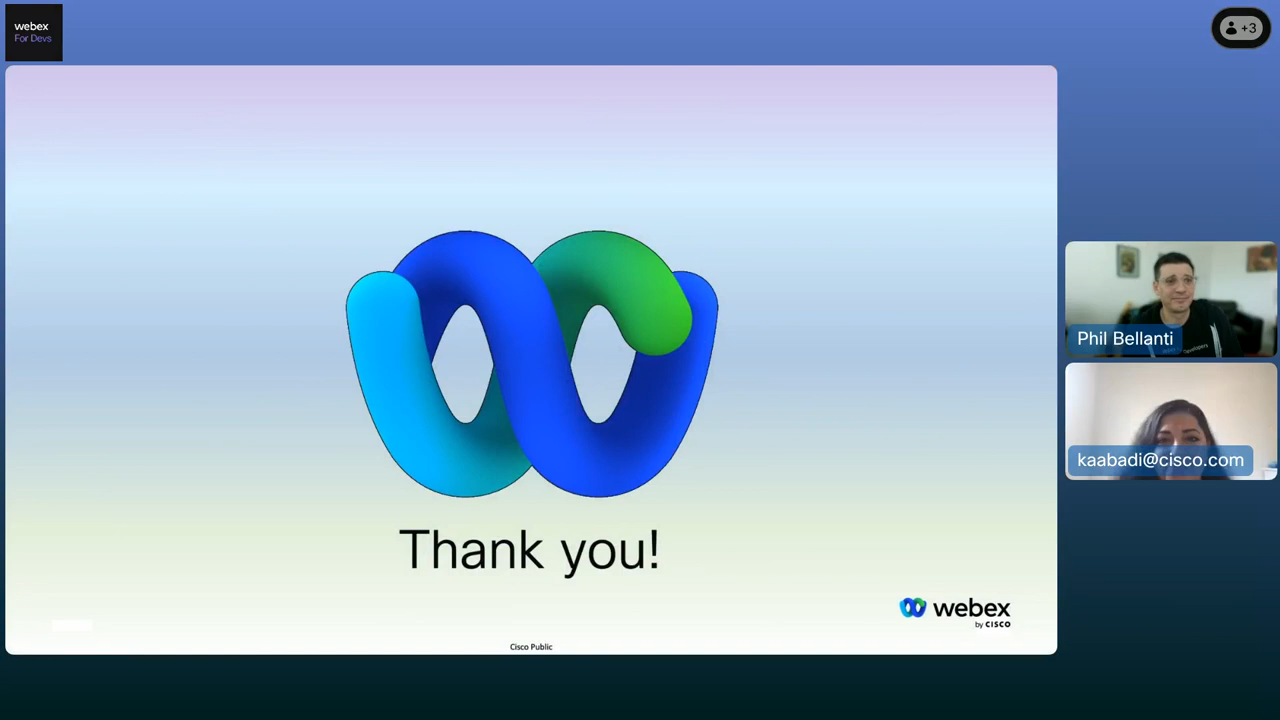 webex
For Devs
+3
Phil Bellanti
kaabadi@cisco.com
Thank you!
webex
by CISCO
Cisco Public